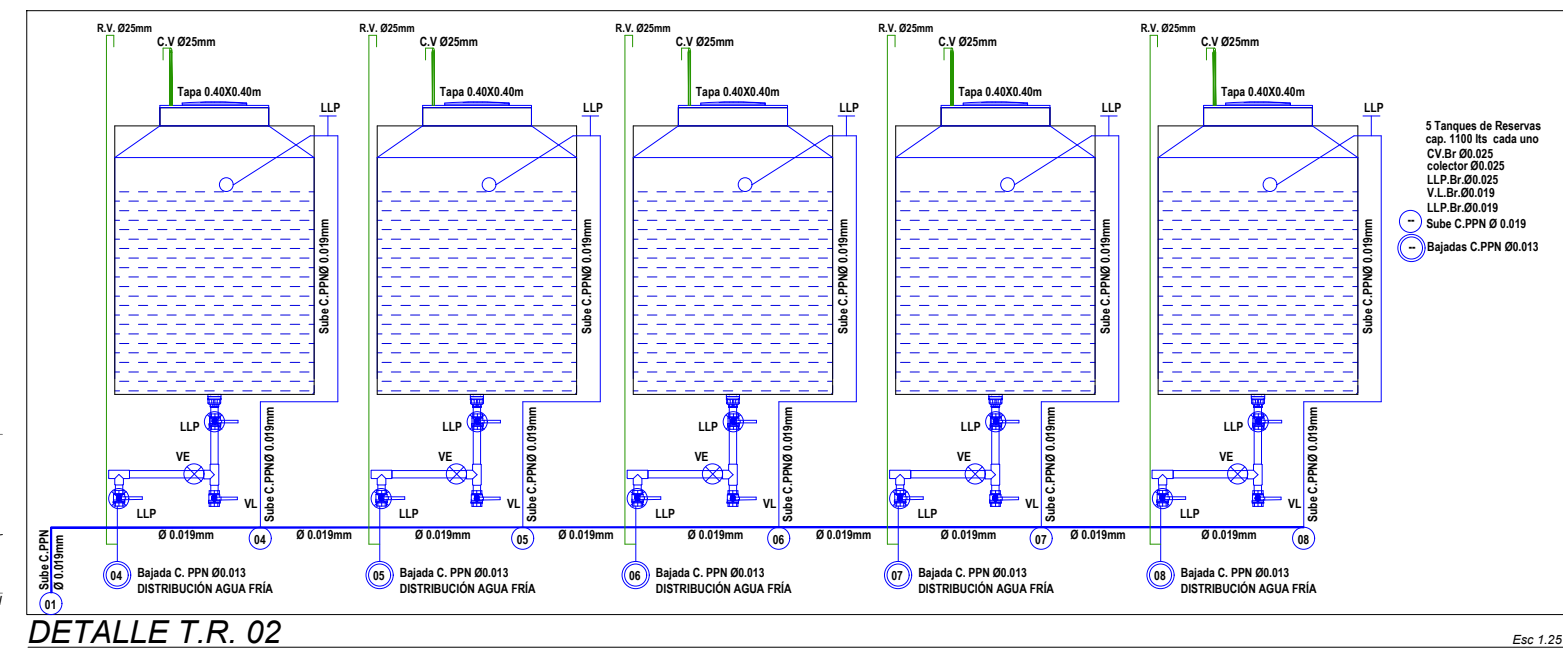 R.V. Ø25mm
C.V Ø25mm
Tapa 0.40X0.40m
LLP
Sube C.PPNØ 0.019mm
LLP
VE
VL
LLP
Sube C.PPNØ 0.019mm
R.V. Ø25mm
C.V Ø25mm
Tapa 0.40X0.40m
LLP
Sube C.PPNØ 0.019mm
LLP
VE
VL
LLP
Sube C.PPNØ 0.019mm
R.V. Ø25mm
C.V Ø25mm
Tapa 0.40X0.40m
LLP
Sube C.PPNØ 0.019mm
LLP
VE
VL
LLP
Sube C.PPNØ 0.019mm
R.V. Ø25mm
C.V Ø25mm
Tapa 0.40X0.40m
LLP
Sube C.PPNØ 0.019mm
LLP
VE
VL
LLP
Sube C.PPNØ 0.019mm
R.V. Ø25mm
C.V Ø25mm
Tapa 0.40X0.40m
LLP
Sube C.PPNØ 0.019mm
LLP
VE
VL
LLP
Sube C.PPNØ 0.019mm
5 Tanques de Reservas
cap. 1100 lts cada uno
CV.Br Ø0.025
colector Ø0.025
LLP.Br.Ø0.025
V.L.Br.Ø0.019
LLP.Br.Ø0.019
-- Sube C.PPN Ø 0.019
-- Bajadas C.PPN Ø0.013
Sube C.PPN
Ø 0.019mm
01
Ø 0.019mm 04 Ø 0.019mm 05 Ø 0.019mm 06 Ø 0.019mm 07 Ø 0.019mm 08
04 Bajada C. PPN Ø0.013
DISTRIBUCIÓN AGUA FRÍA
05 Bajada C. PPN Ø0.013
DISTRIBUCIÓN AGUA FRÍA
06 Bajada C. PPN Ø0.013
DISTRIBUCIÓN AGUA FRÍA
07 Bajada C. PPN Ø0.013
DISTRIBUCIÓN AGUA FRÍA
08 Bajada C. PPN Ø0.013
DISTRIBUCIÓN AGUA FRÍA
DETALLE T.R. 02
Esc 1.25